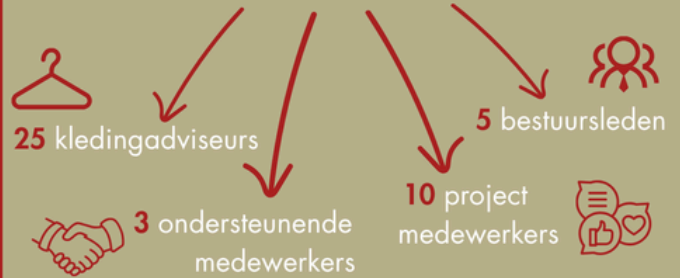 25 kledingadviseurs
5 bestuursleden
3 ondersteunende
medewerkers
10 project
medewerkers